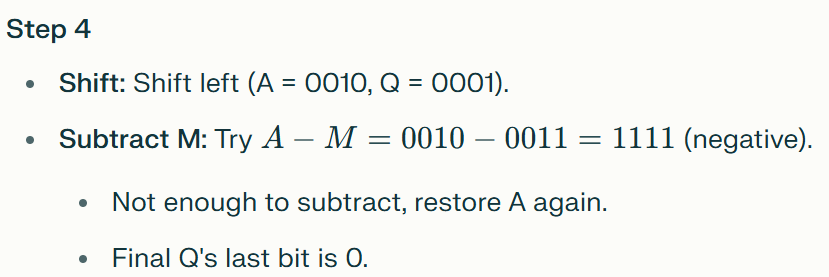 Step 4
• Shift: Shift left (A = 0010, Q = 0001).
• Subtract M: Try A − M = 0010 − 0011 = 1111 (negative).
• Not enough to subtract, restore A again.
• Final Q's last bit is 0.